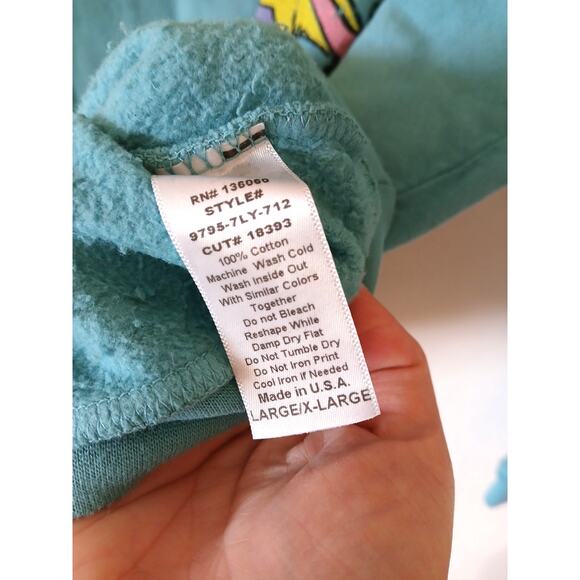 RN# 136066
STYLE#
9795-7LY-712
CUT# 18393
100% Cotton
Machine Wash Cold
Wash Inside Out
With Similar Colors
Together
Do not Bleach
Reshape While
Damp Dry Flat
Do Not Tumble Dry
Do Not Iron Print
Cool Iron If Needed
Made in U.S.A.
LARGE/X-LARGE